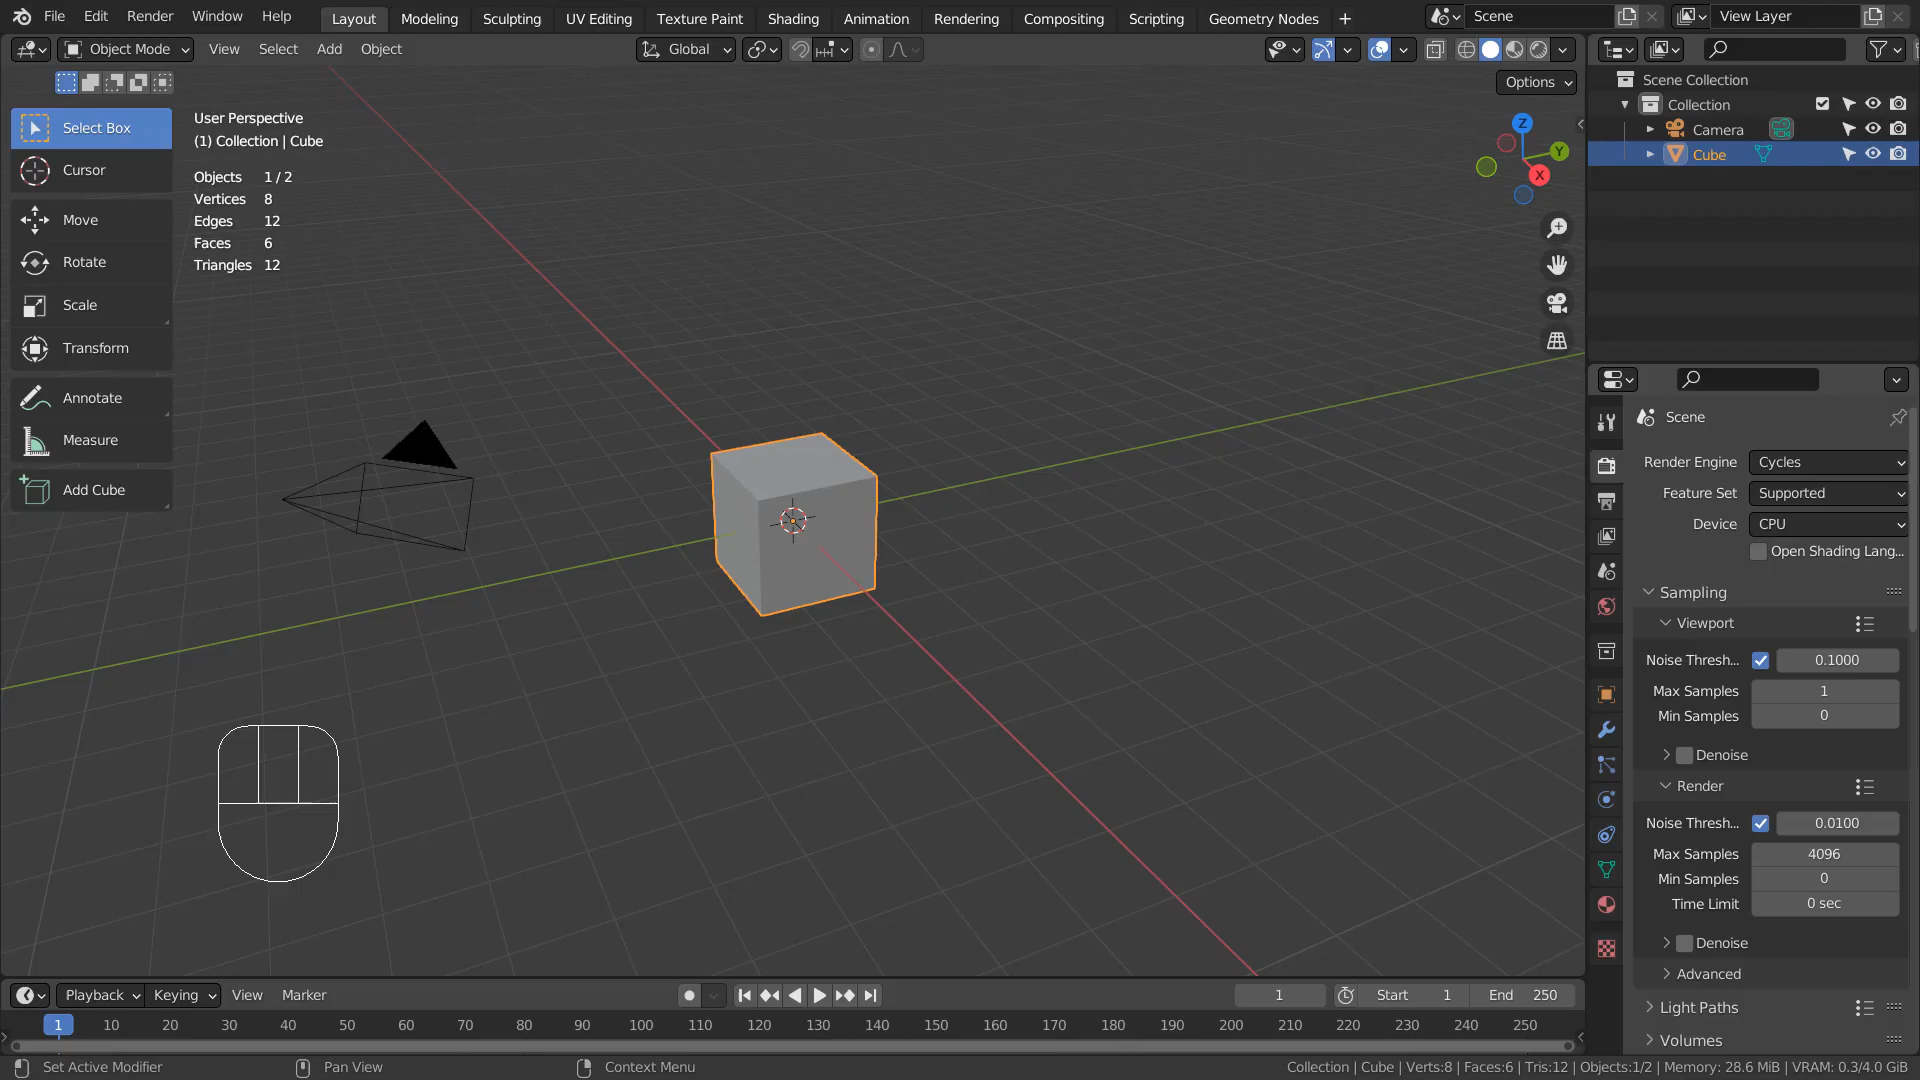 File Edit Render Window Help Layout Modeling Sculpting UV Editing Texture Paint Shading Animation Rendering Compositing Scripting Geometry Nodes + Scene View Layer
Object Mode View Select Add Object Global
Options
Scene Collection
Collection
Camera
Cube
Select Box
Cursor
Move
Rotate
Scale
Transform
Annotate
Measure
Add Cube
User Perspective
(1) Collection | Cube
Objects 1 / 2
Vertices 8
Edges 12
Faces 6
Triangles 12
Z
Y
X
Scene
Render Engine Cycles
Feature Set Supported
Device CPU
Open Shading Lang...
Sampling
Viewport
Noise Thresh... 0.1000
Max Samples 1
Min Samples 0
Denoise
Render
Noise Thresh... 0.0100
Max Samples 4096
Min Samples 0
Time Limit 0 sec
Denoise
Advanced
Light Paths
Volumes
Playback Keying View Marker 1 Start 1 End 250
1 10 20 30 40 50 60 70 80 90 100 110 120 130 140 150 160 170 180 190 200 210 220 230 240 250
Set Active Modifier Pan View Context Menu Collection | Cube | Verts:8 | Faces:6 | Tris:12 | Objects:1/2 | Memory: 28.6 MiB | VRAM: 0.3/4.0 GiB